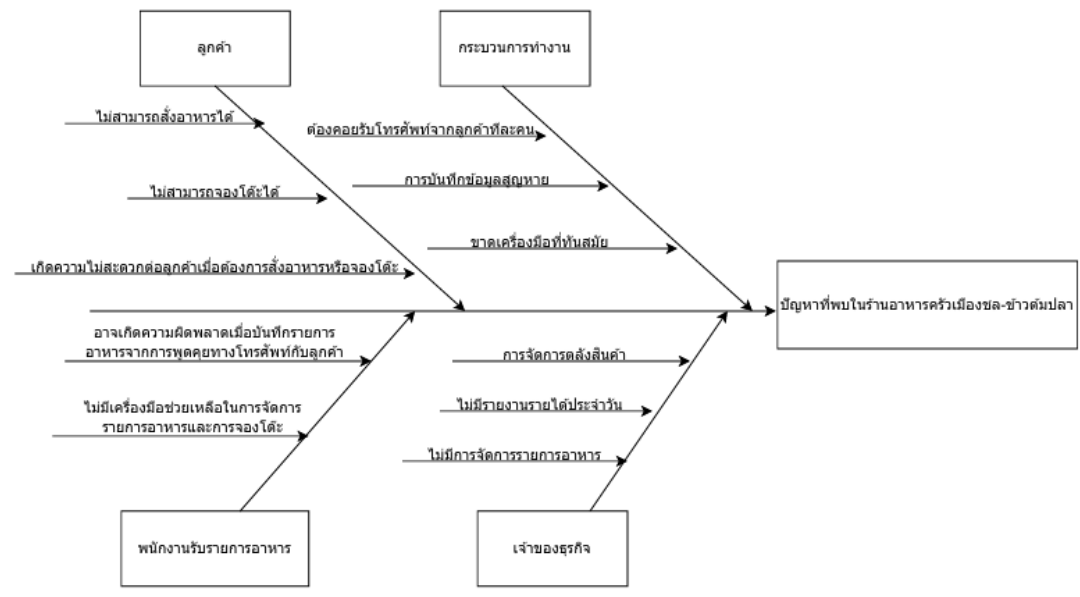 ลูกค้า
กระบวนการทำงาน
ไม่สามารถสั่งอาหารได้
ต้องคอยรับโทรศัพท์จากลูกค้าทีละคน
การบันทึกข้อมูลสูญหาย
ไม่สามารถจองโต๊ะได้
ขาดเครื่องมือที่ทันสมัย
เกิดความไม่สะดวกต่อลูกค้าเมื่อต้องการสั่งอาหารหรือจองโต๊ะ
ปัญหาที่พบในร้านอาหารครัวเมืองชล-ข้าวต้มปลา
อาจเกิดความผิดพลาดเมื่อบันทึกรายการ
อาหารจากการพูดคุยทางโทรศัพท์กับลูกค้า
การจัดการคลังสินค้า
ไม่มีเครื่องมือช่วยเหลือในการจัดการ
รายการอาหารและการจองโต๊ะ
ไม่มีรายงานรายได้ประจำวัน
ไม่มีการจัดการรายการอาหาร
พนักงานรับรายการอาหาร
เจ้าของธุรกิจ